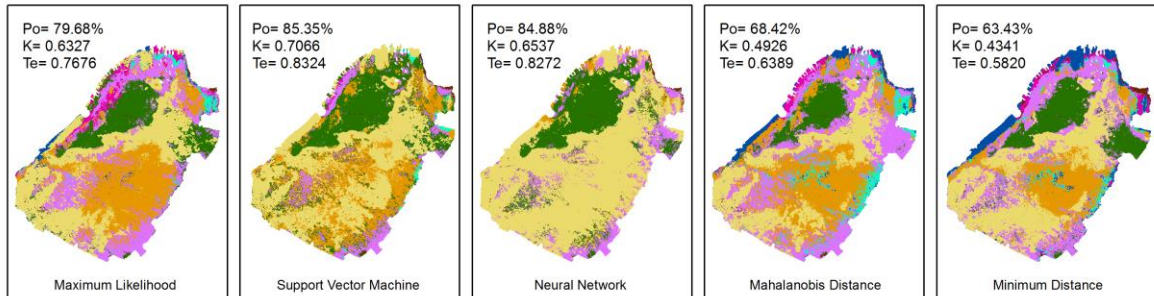 Po= 79.68%
K= 0.6327
Te= 0.7676
Maximum Likelihood
Po= 85.35%
K= 0.7066
Te= 0.8324
Support Vector Machine
Po= 84.88%
K= 0.6537
Te= 0.8272
Neural Network
Po= 68.42%
K= 0.4926
Te= 0.6389
Mahalanobis Distance
Po= 63.43%
K= 0.4341
Te= 0.5820
Minimum Distance